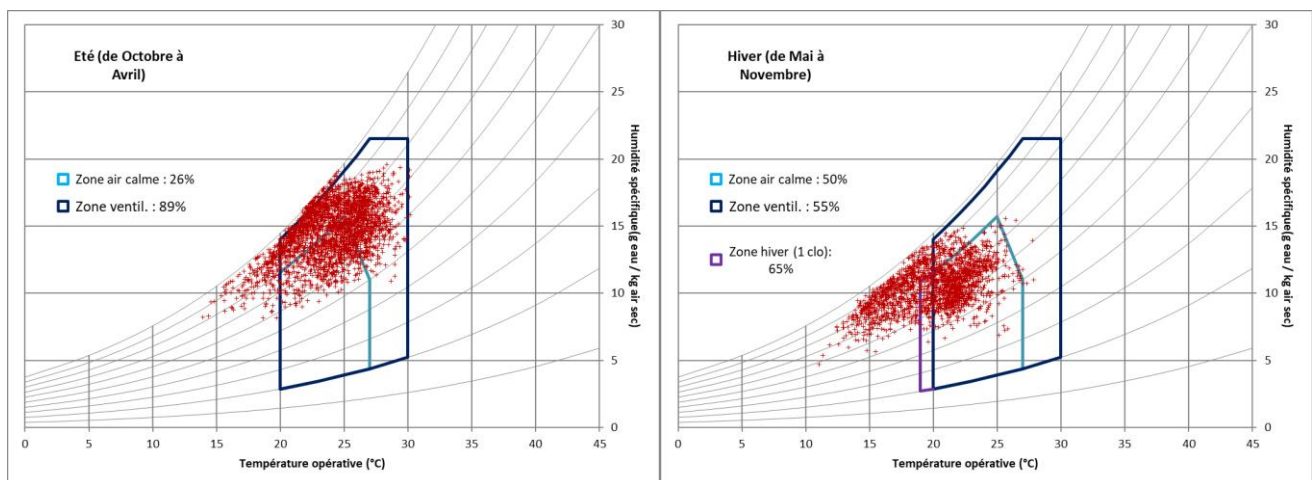 Eté (de Octobre à
Avril)
Zone air calme : 26%
Zone ventil. : 89%
30
25
20
15
10
5
0
Humidité spécifique(g eau / kg air sec)
0 5 10 15 20 25 30 35 40 45
Température opérative (°C)
Hiver (de Mai à
Novembre)
Zone air calme : 50%
Zone ventil. : 55%
Zone hiver (1 clo):
65%
30
25
20
15
10
5
0
Humidité spécifique(g eau / kg air sec)
0 5 10 15 20 25 30 35 40 45
Température opérative (°C)